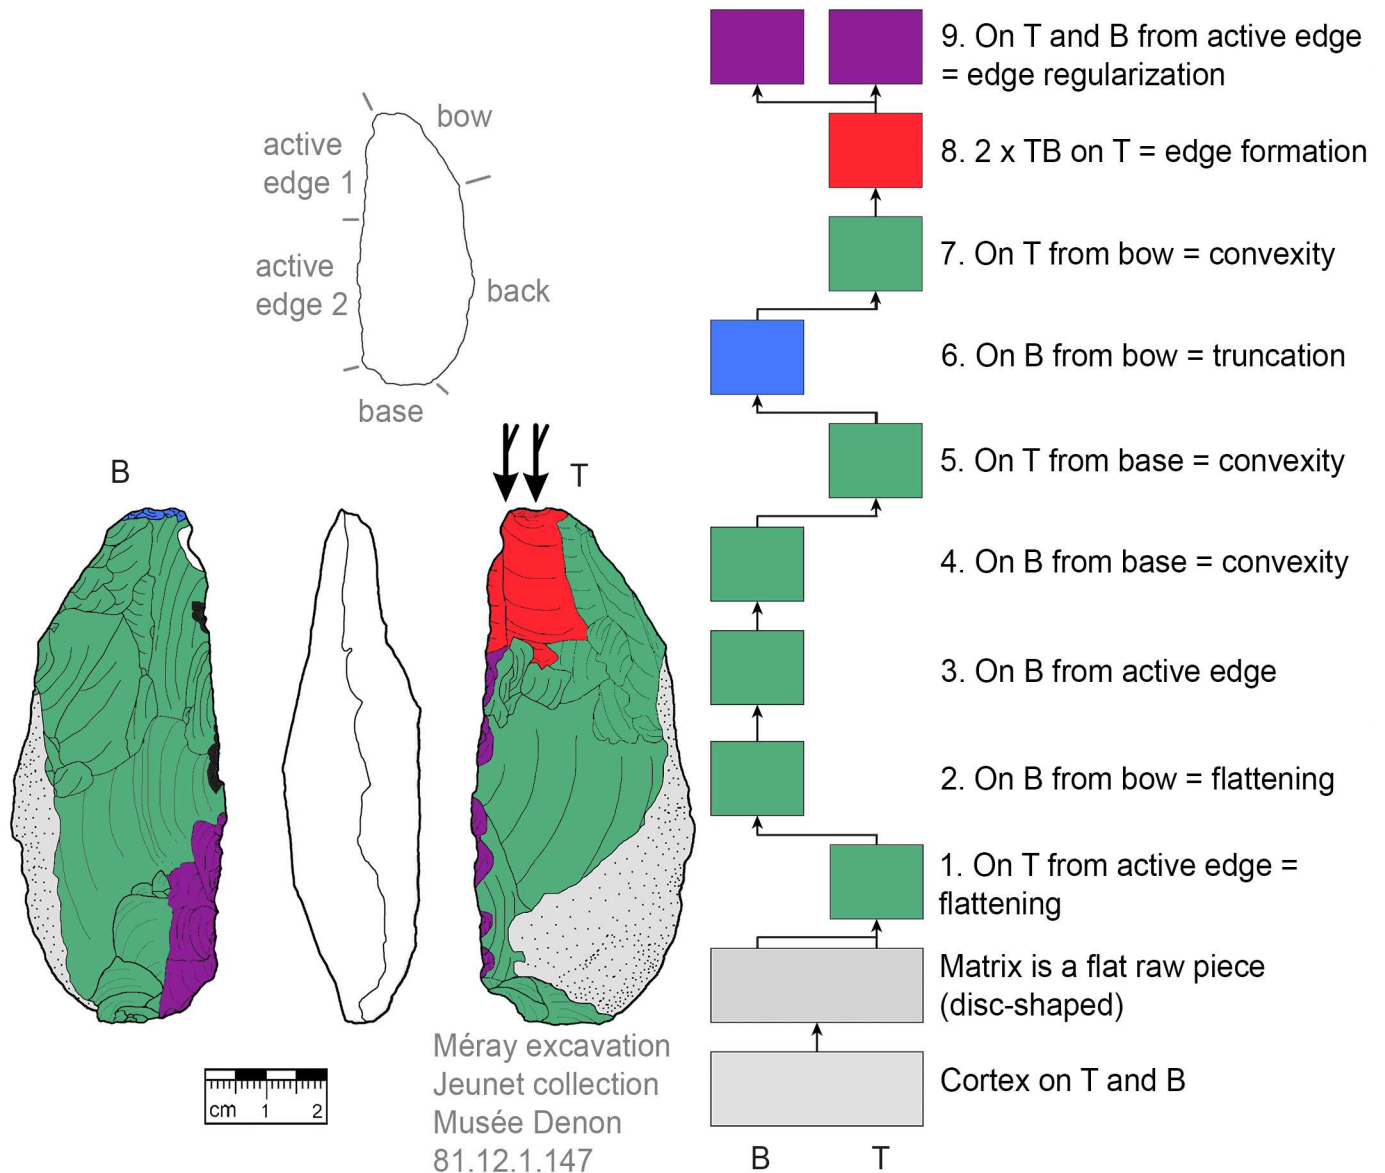 bow
active
edge 1
active
edge 2
back
base
B
T
cm 1 2
Méray excavation
Jeunet collection
Musée Denon
81.12.1.147
9. On T and B from active edge
= edge regularization
8. 2 x TB on T = edge formation
7. On T from bow = convexity
6. On B from bow = truncation
5. On T from base = convexity
4. On B from base = convexity
3. On B from active edge
2. On B from bow = flattening
1. On T from active edge =
flattening
Matrix is a flat raw piece
(disc-shaped)
Cortex on T and B
B T